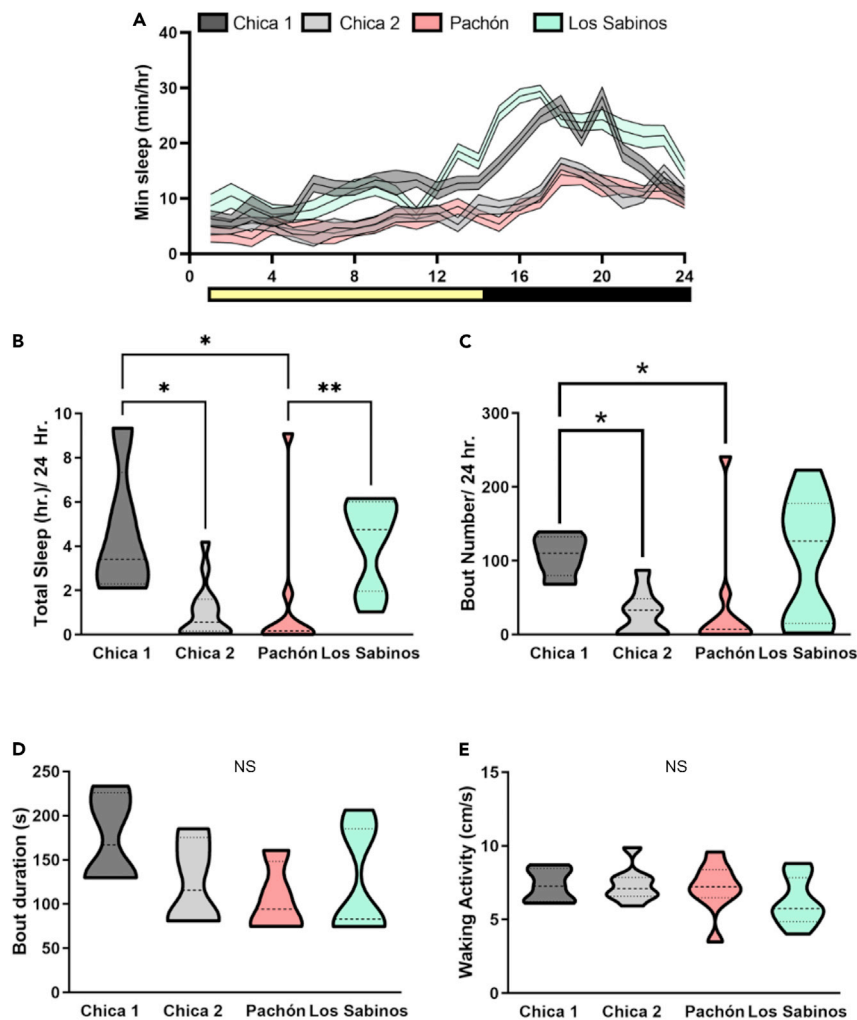 A
Chica 1 Chica 2 Pachón Los Sabinos
Min sleep (min/hr)
40
30
20
10
0
0 4 8 12 16 20 24
B
* 
* **
Total Sleep (hr.)/ 24 Hr.
10
8
6
4
2
0
Chica 1 Chica 2 Pachón Los Sabinos
C
*
*
Bout Number/ 24 hr.
300
200
100
0
Chica 1 Chica 2 Pachón Los Sabinos
D
NS
Bout duration (s)
250
200
150
100
50
0
Chica 1 Chica 2 Pachón Los Sabinos
E
NS
Waking Activity (cm/s)
15
10
5
0
Chica 1 Chica 2 Pachón Los Sabinos